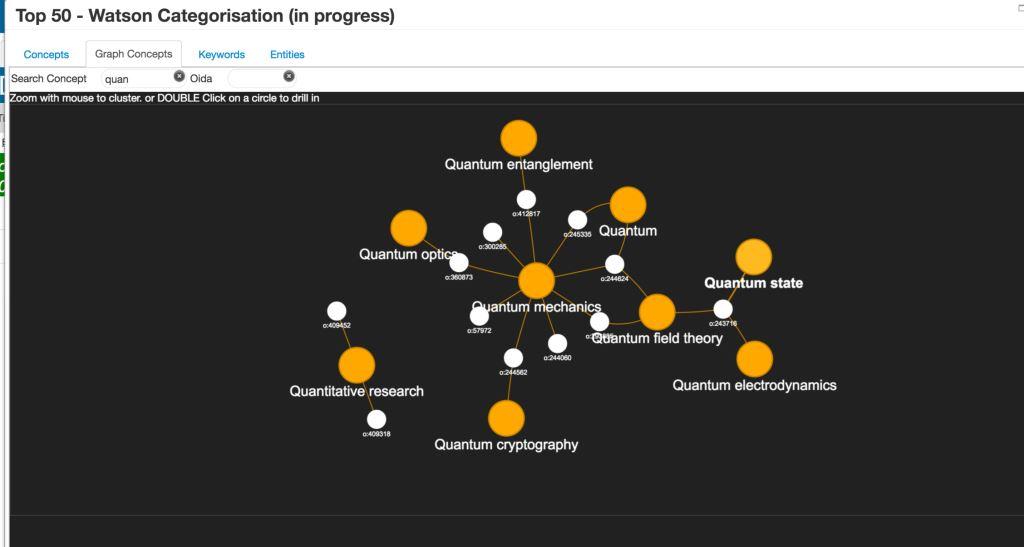 Top 50 - Watson Categorisation (in progress)
Concepts Graph Concepts Keywords Entities
Search Concept quan Oida
Zoom with mouse to cluster. or DOUBLE Click on a circle to drill in
Quantum entanglement
o:412817
o:245335
Quantum
o:300285
Quantum optics
o:360873
o:244624
Quantum state
Quantum mechanics
o:57972
o:243716
o:409452
Quantum field theory
o:244060
o:244562
Quantum electrodynamics
Quantitative research
o:409318
Quantum cryptography